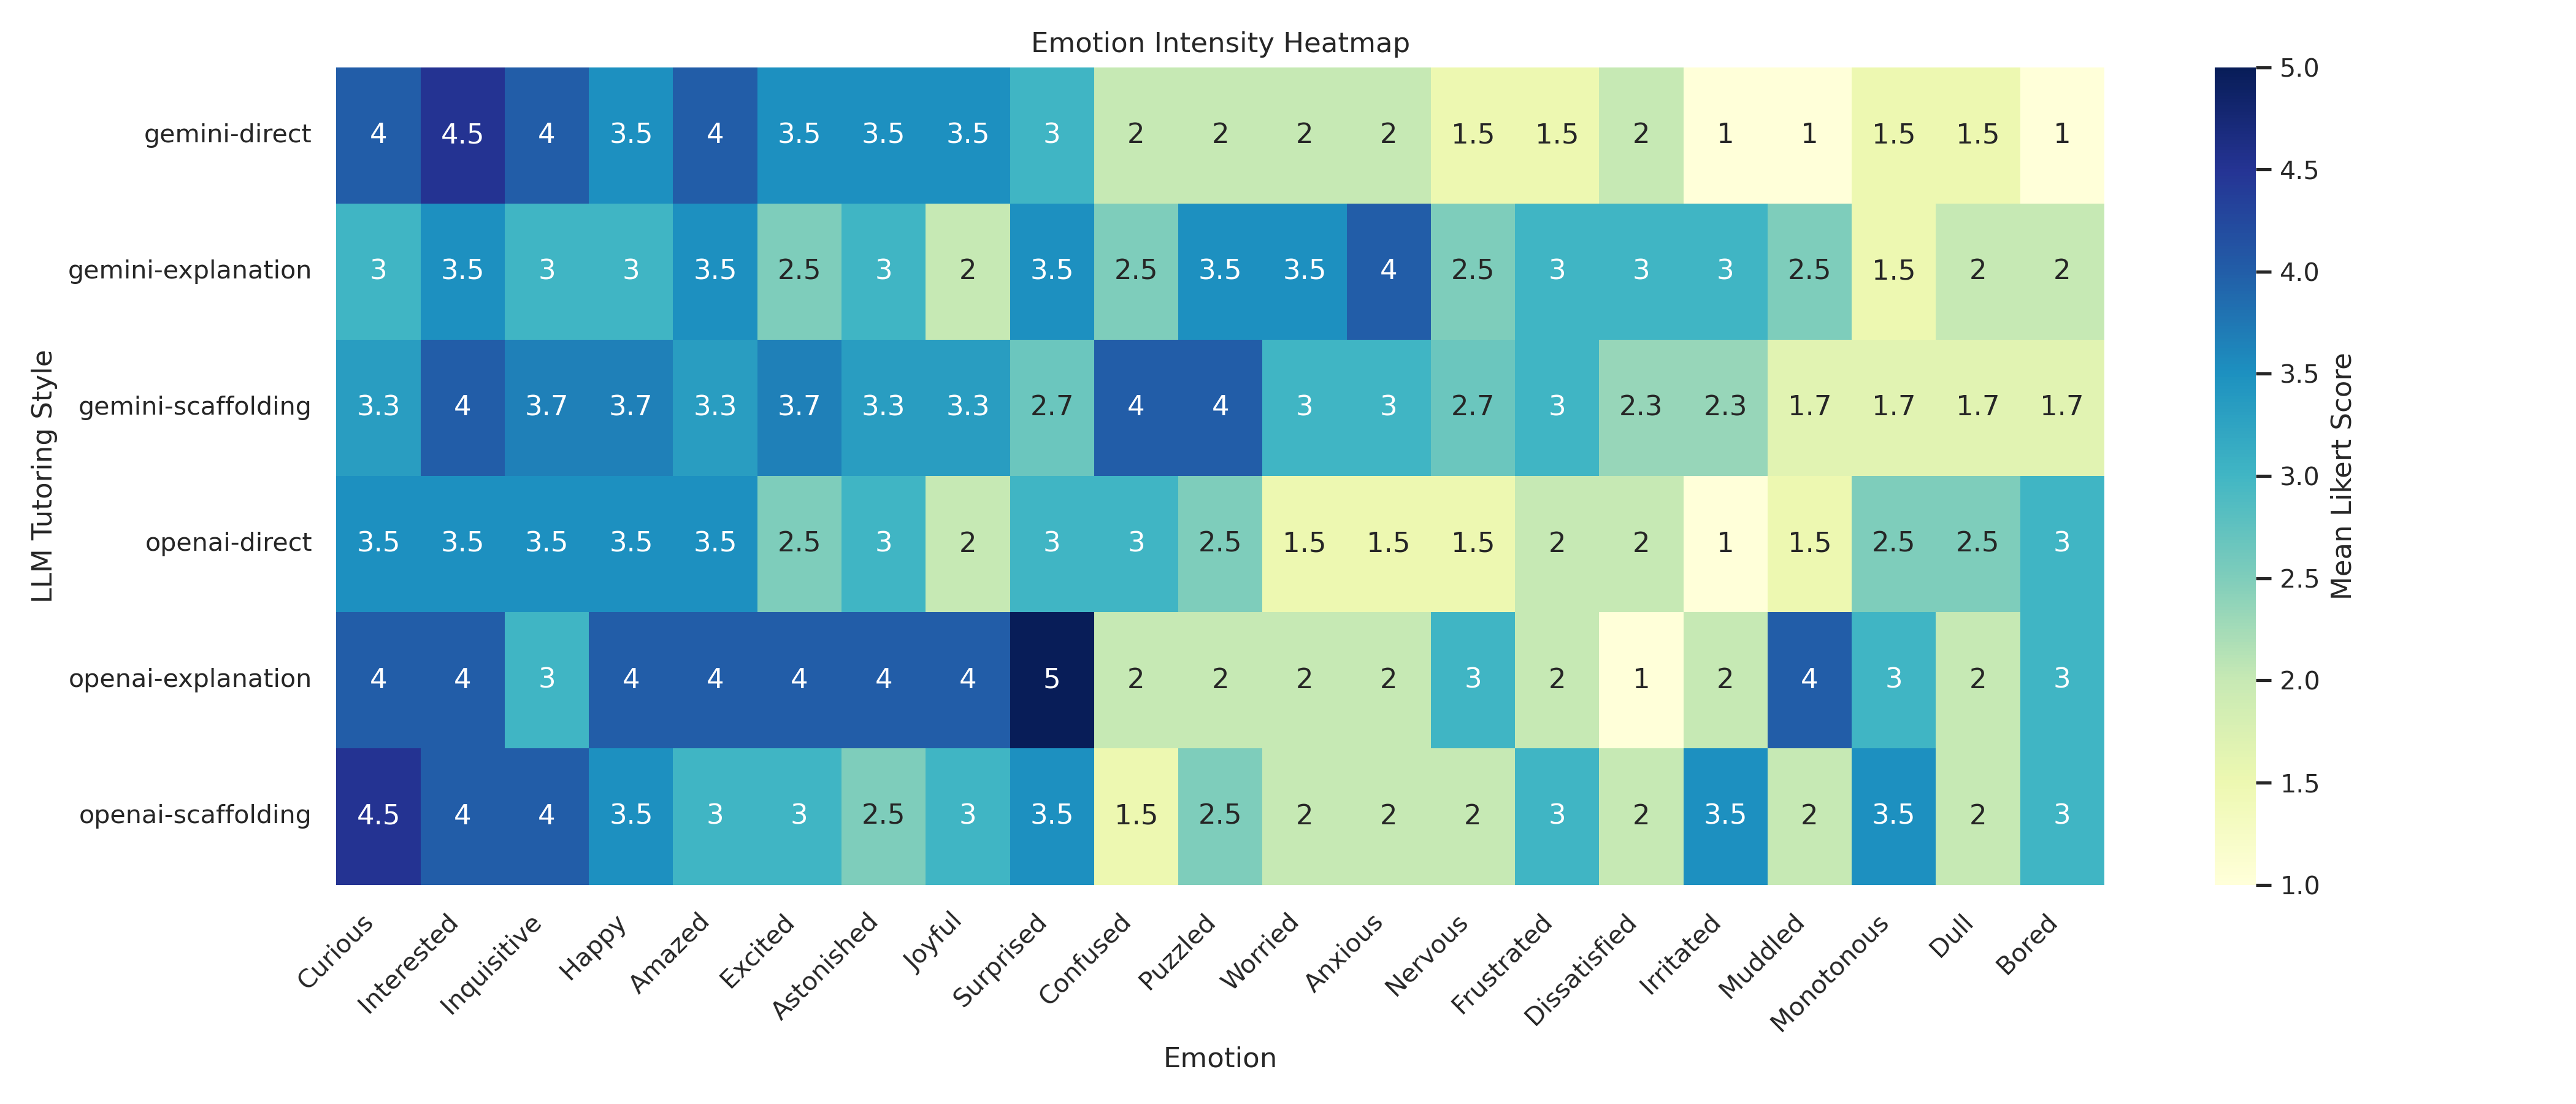 Emotion Intensity Heatmap
LLM Tutoring Style
gemini-direct 4 4.5 4 3.5 4 3.5 3.5 3.5 3 2 2 2 2 1.5 1.5 2 1 1 1.5 1.5 1
gemini-explanation 3 3.5 3 3 3.5 2.5 3 2 3.5 2.5 3.5 3.5 4 2.5 3 3 3 2.5 1.5 2 2
gemini-scaffolding 3.3 4 3.7 3.7 3.3 3.7 3.3 3.3 2.7 4 4 3 3 2.7 3 2.3 2.3 1.7 1.7 1.7 1.7
openai-direct 3.5 3.5 3.5 3.5 3.5 2.5 3 2 3 3 2.5 1.5 1.5 1.5 2 2 1 1.5 2.5 2.5 3
openai-explanation 4 4 3 4 4 4 4 4 5 2 2 2 2 3 2 1 2 4 3 2 3
openai-scaffolding 4.5 4 4 3.5 3 3 2.5 3 3.5 1.5 2.5 2 2 2 3 2 3.5 2 3.5 2 3
Curious Interested Inquisitive Happy Amazed Excited Astonished Joyful Surprised Confused Puzzled Worried Anxious Nervous Frustrated Dissatisfied Irritated Muddled Monotonous Dull Bored
Emotion
5.0
4.5
4.0
3.5
3.0
2.5
2.0
1.5
1.0
Mean Likert Score